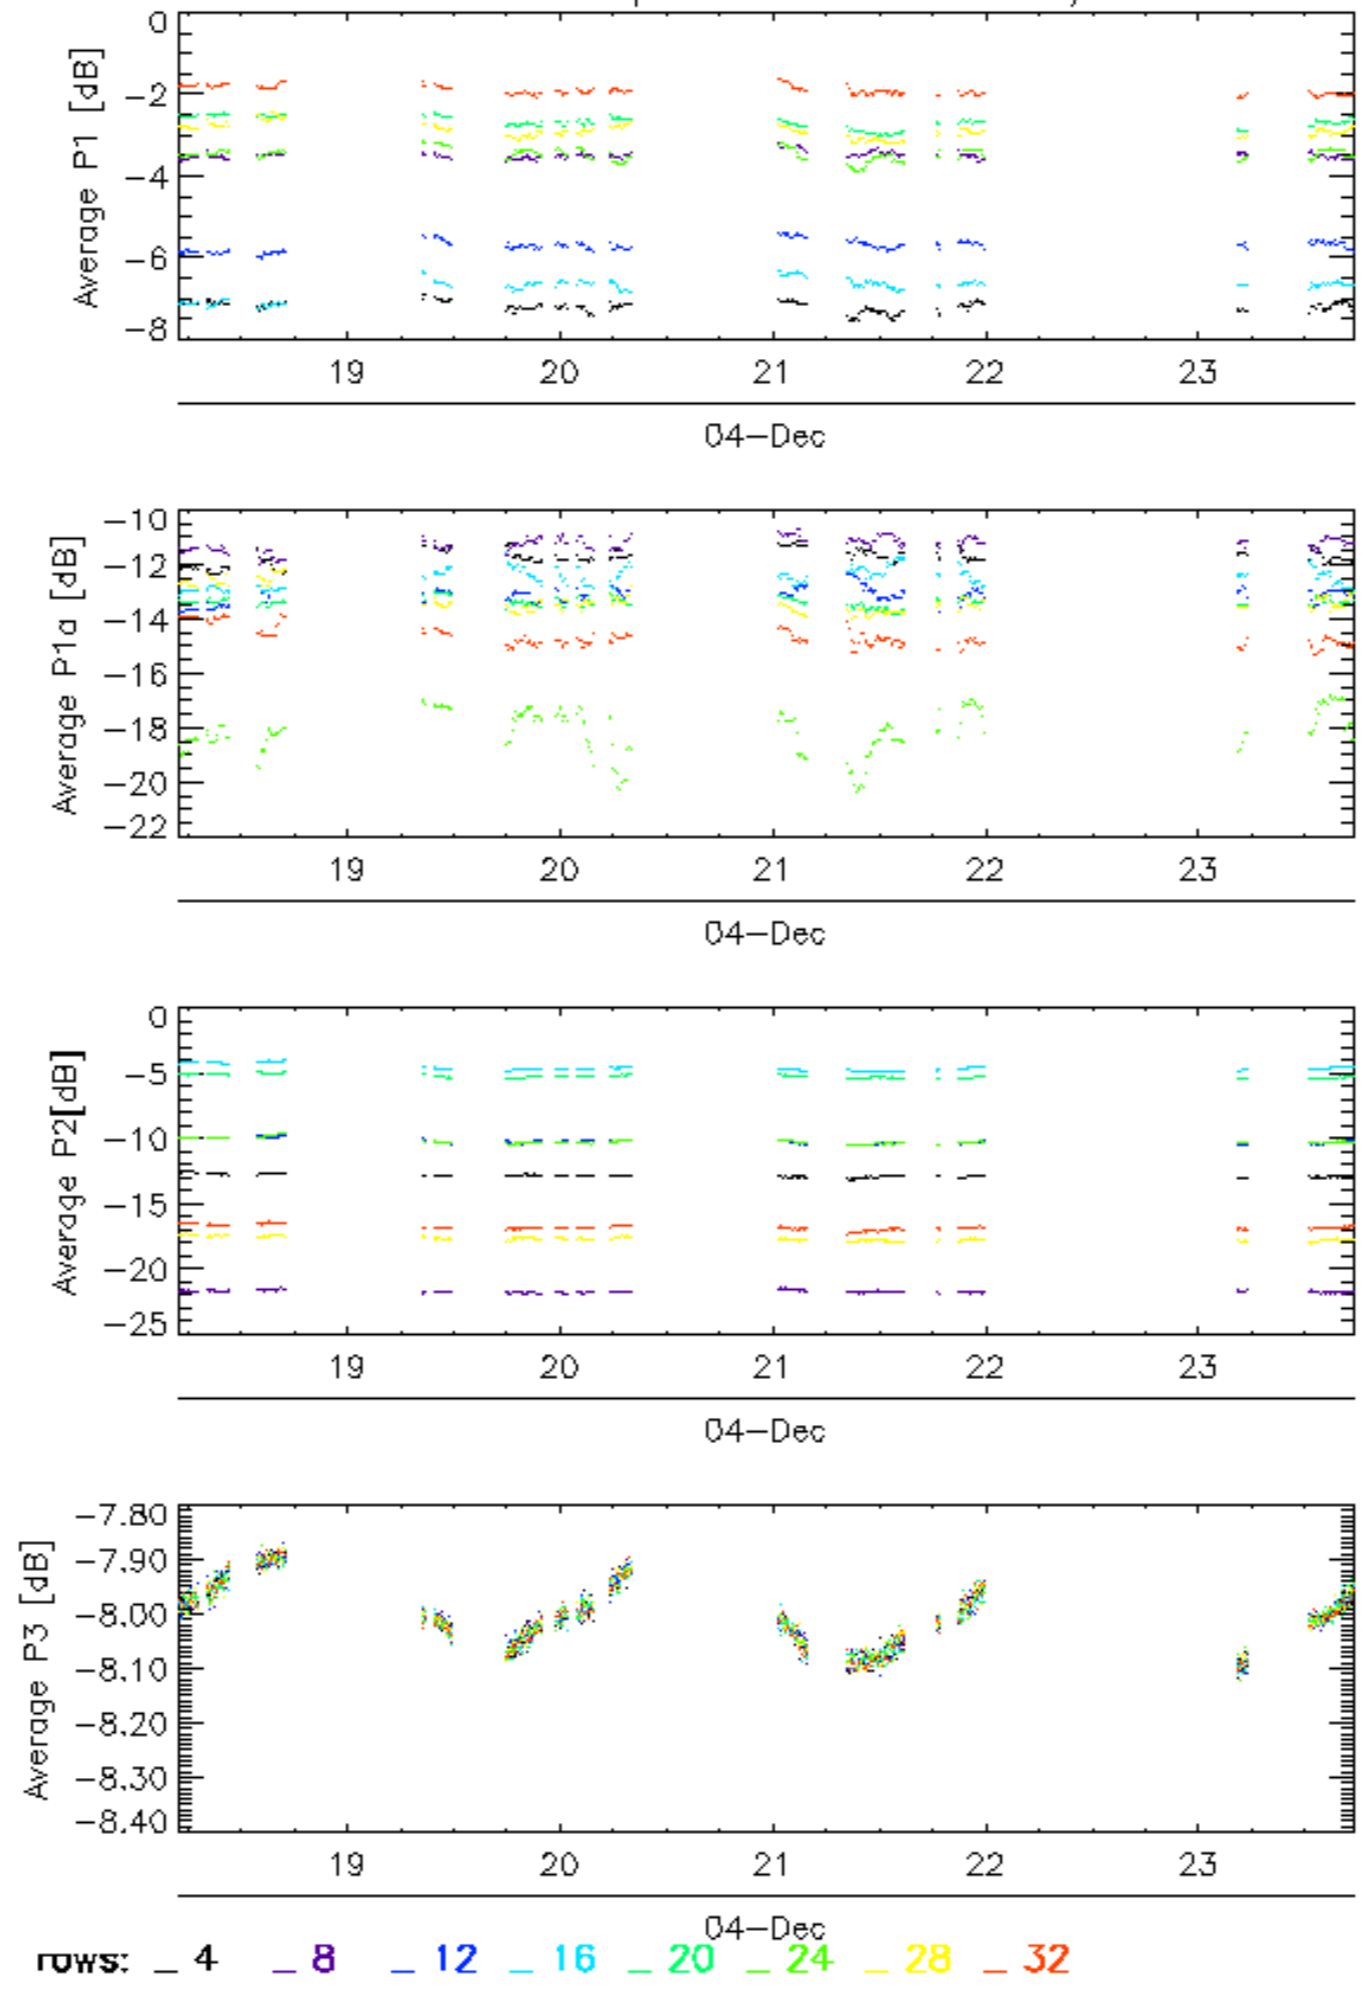 0
-2
-4
-6
-8
Average P1 [dB]
19 20 21 22 23
04-Dec
-10
-12
-14
-16
-18
-20
-22
Average P1a [dB]
19 20 21 22 23
04-Dec
0
-5
-10
-15
-20
-25
Average P2[dB]
19 20 21 22 23
04-Dec
-7.80
-7.90
-8.00
-8.10
-8.20
-8.30
-8.40
Average P3 [dB]
19 20 21 22 23
04-Dec
rows: _ 4 _ 8 _ 12 _ 16 _ 20 _ 24 _ 28 _ 32